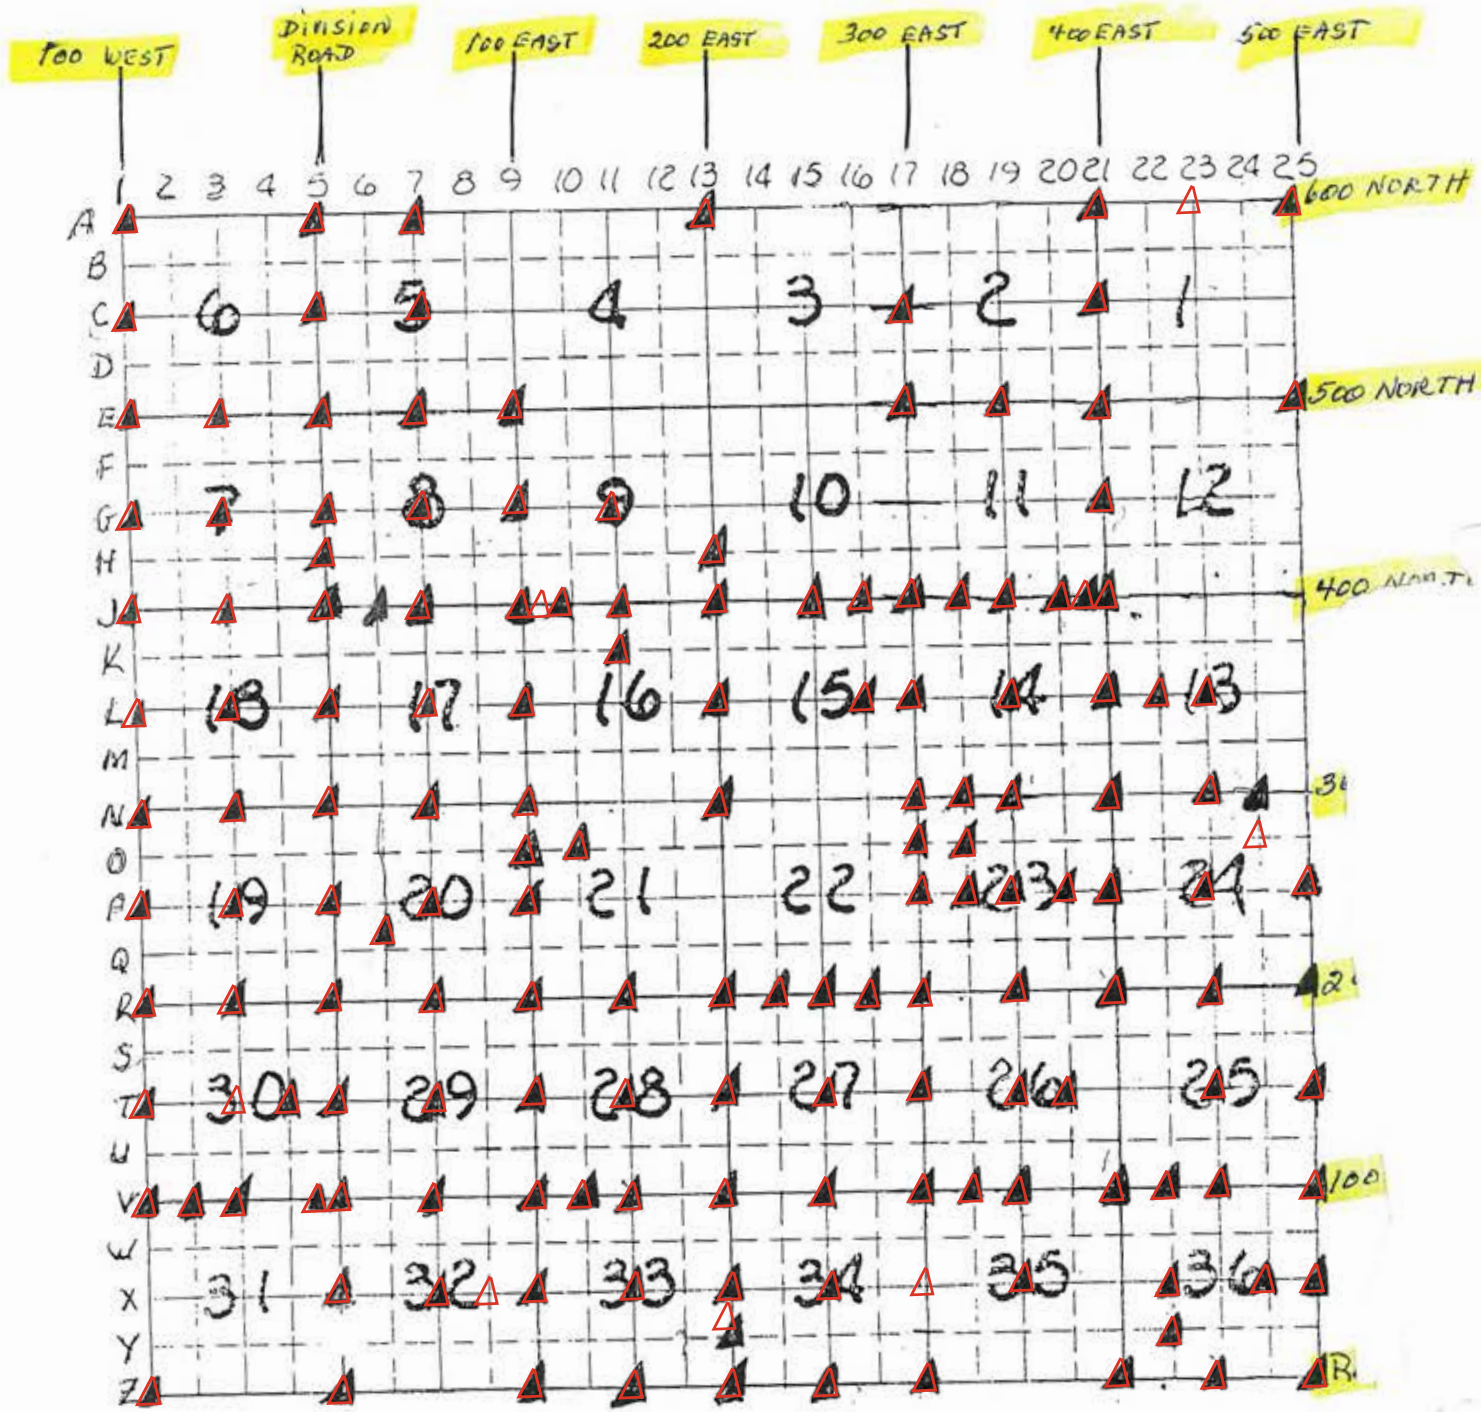 100 WEST
DIVISION ROAD
100 EAST
200 EAST
300 EAST
400 EAST
500 EAST
1 2 3 4 5 6 7 8 9 10 11 12 13 14 15 16 17 18 19 20 21 22 23 24 25
A 600 NORTH
B
C 6 5 4 3 2 1
D
E 500 NORTH
F
G 7 8 9 10 11 12
H
J 400
K
L 18 17 16 15 14 13
M
N 3
O
P 19 20 21 22 23 24
Q
R 2
S
T 30 29 28 27 26 25
U
V 100
W
X 31 32 33 34 35 36
Y
Z R.